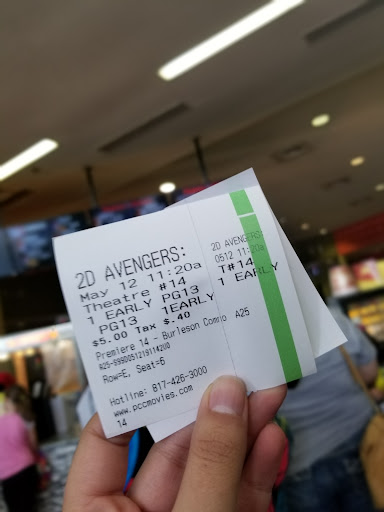 2D AVENGERS:
May 12 11:20a
Theatre #14
1 EARLY PG13
PG13 1EARLY
$5.00 Tax $.40
Premiere 14 - Burleson Commo A25
Row=E, Seat=6
Hotline: 817-426-3000
www.pccmovies.com
14
2D AVENGERS:
0512 11:20a
T#14
1 EARLY